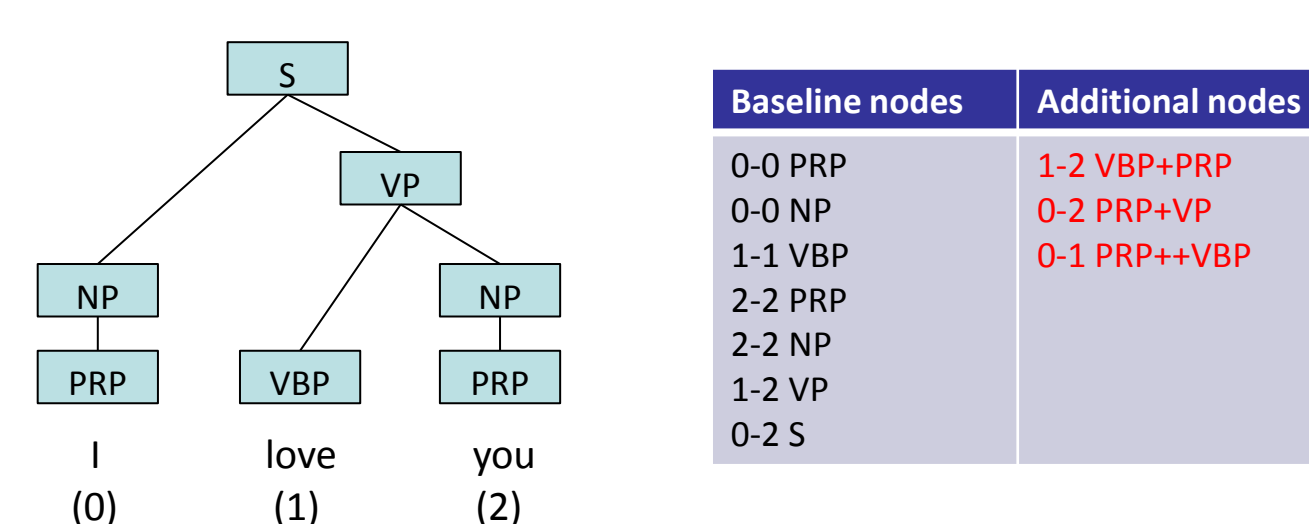 S
VP
NP NP
PRP VBP PRP
I love you
(0) (1) (2)
Baseline nodes Additional nodes
0-0 PRP 1-2 VBP+PRP
0-0 NP 0-2 PRP+VP
1-1 VBP 0-1 PRP++VBP
2-2 PRP
2-2 NP
1-2 VP
0-2 S